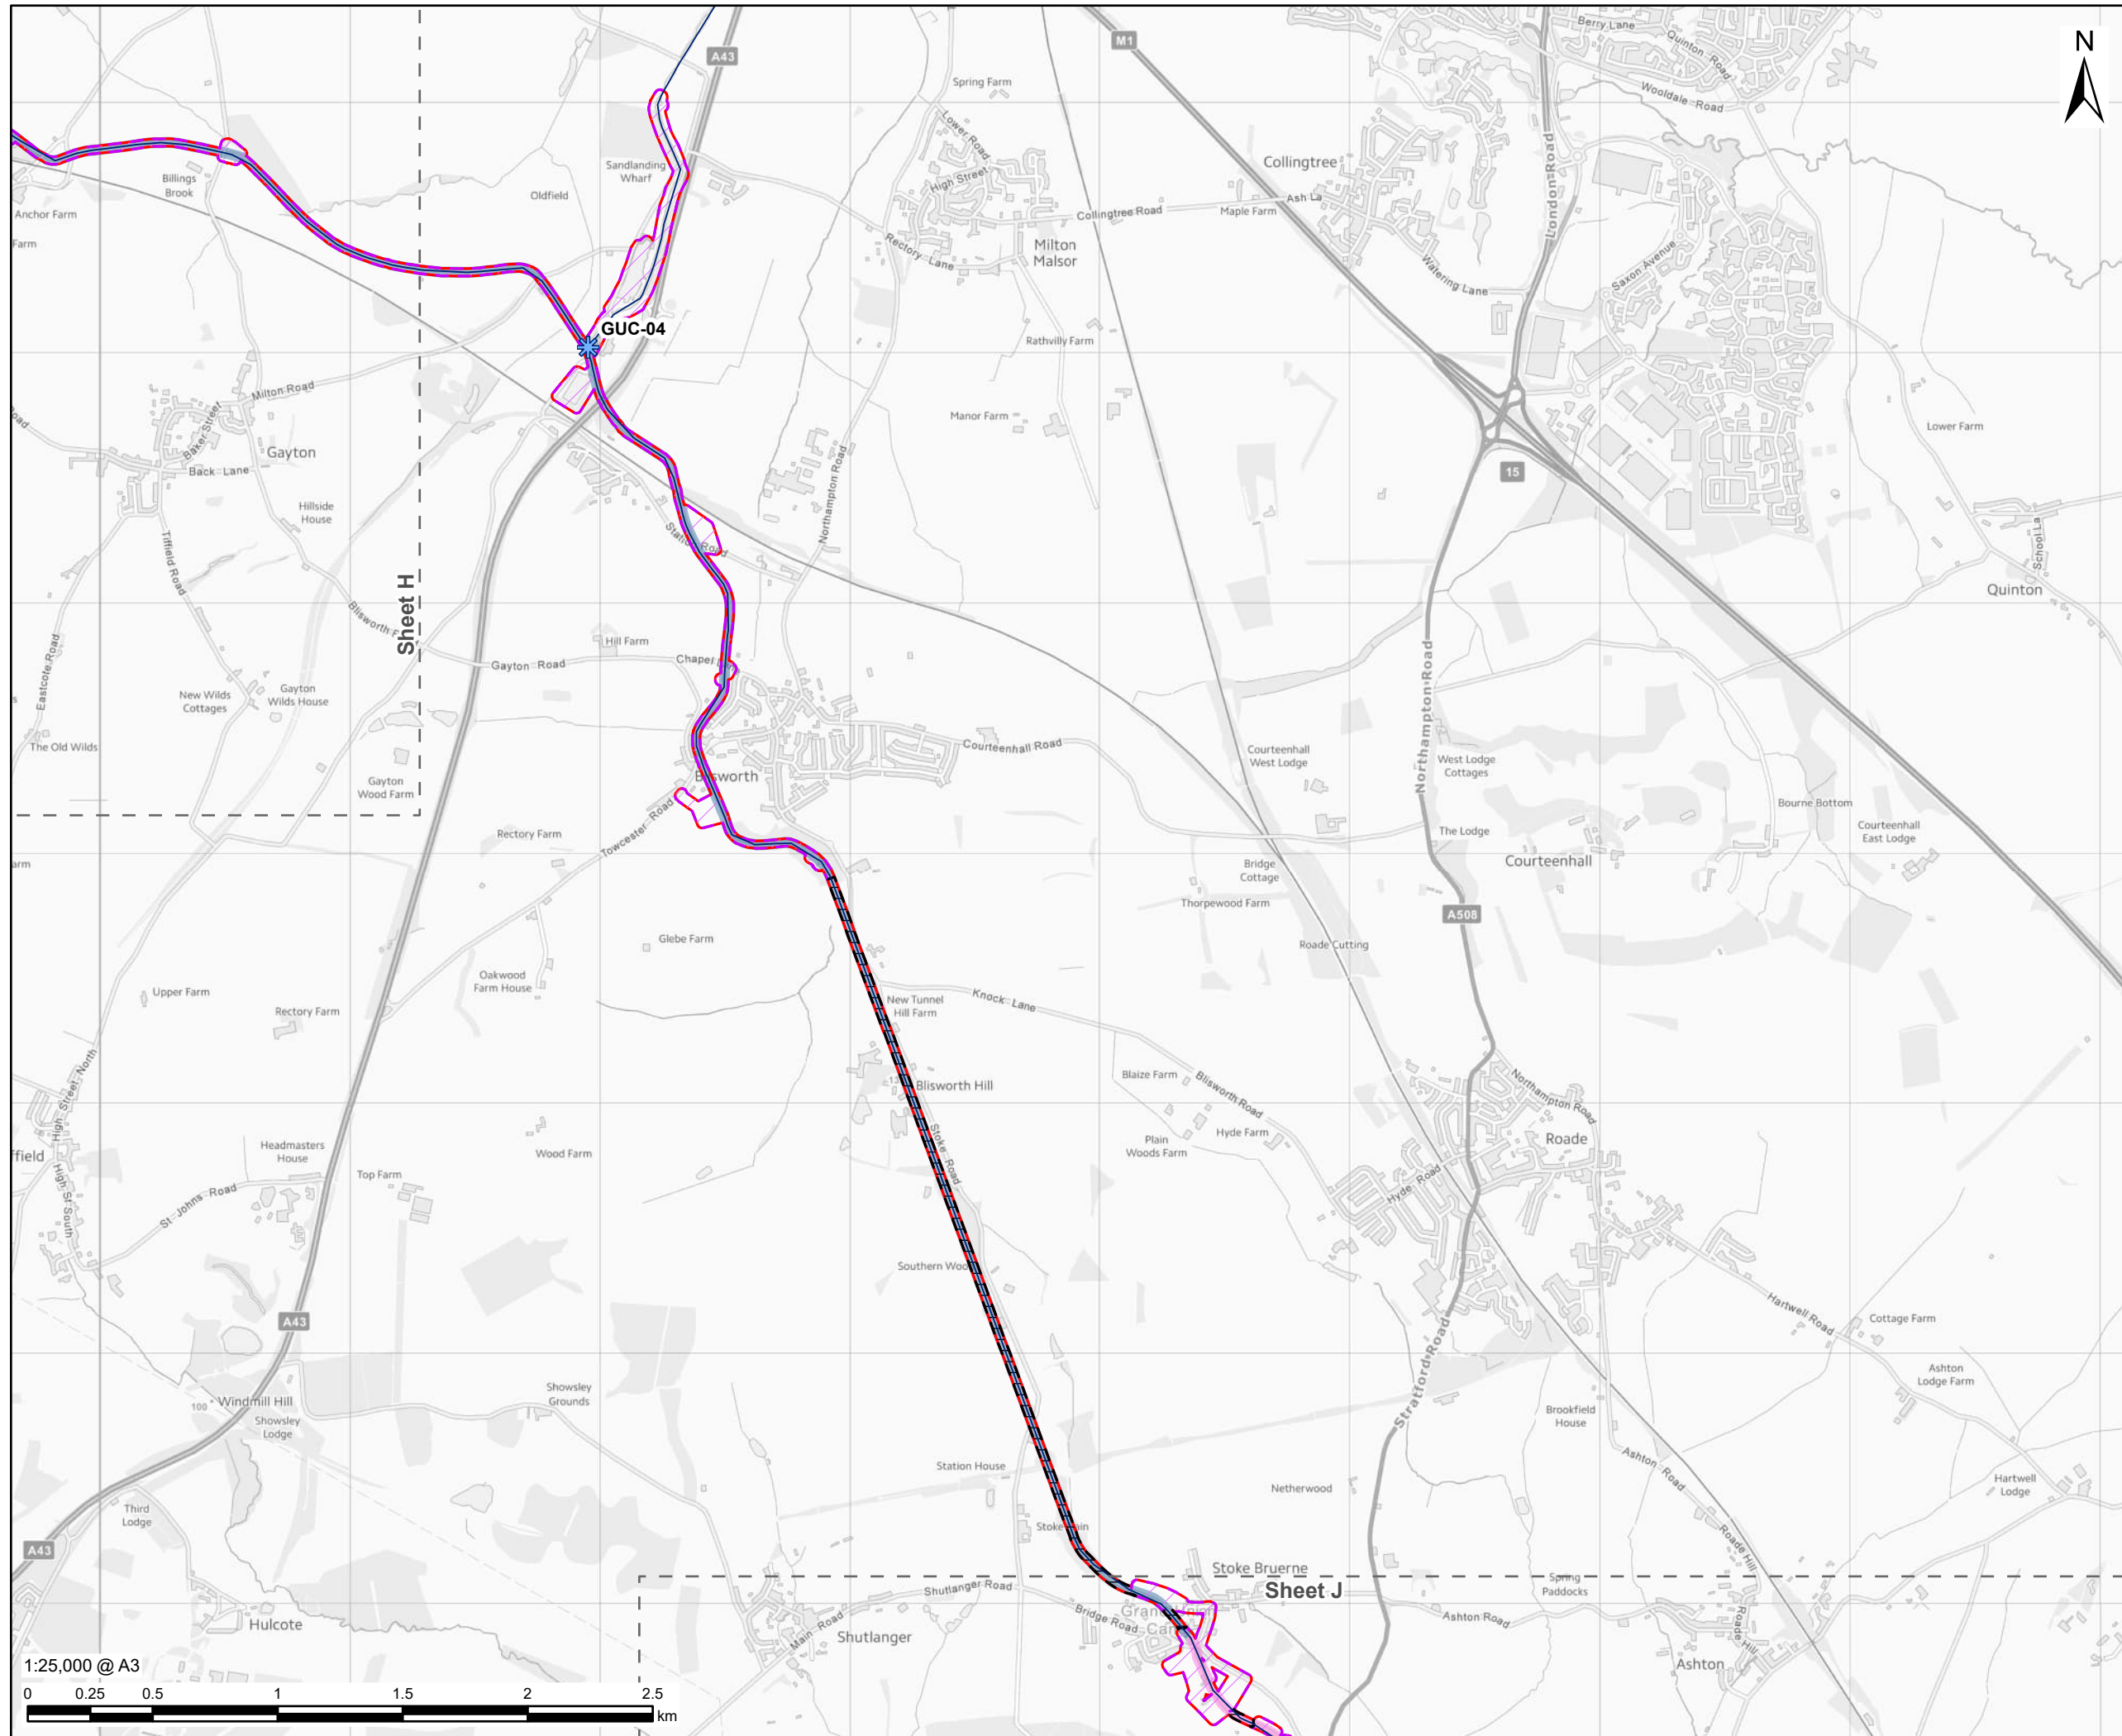 N
A43
M1
Berry Lane
Quinton Road
Wooldale Road
Spring Farm
Lower Road
High Street
Collingtree
London Road
Sandlanding
Wharf
Billings
Brook
Oldfield
Anchor Farm
Farm
Collingtree Road
Maple Farm
Ash La
Milton
Malsor
Rectory Lane
Watering Lane
Saxon Avenue
GUC-04
Rathvilly Farm
Milton Road
Baker Street
Back Lane
Gayton
Manor Farm
Lower Farm
Northampton Road
15
Hillside
House
Station Road
Tiffield Road
School La
Quinton
Sheet H
Hill Farm
Gayton Road
Eastcote Road
New Wilds
Cottages
Gayton
Wilds House
Northampton Road
The Old Wilds
Gayton
Wood Farm
Courteenhall Road
Courteenhall
West Lodge
West Lodge
Cottages
Bourne Bottom
Rectory Farm
Towcester Road
The Lodge
Courteenhall
East Lodge
Courteenhall
Bridge
Cottage
Thorpewood Farm
A508
Glebe Farm
Roade Cutting
Oakwood
Farm House
Upper Farm
Rectory Farm
New Tunnel
Hill Farm
Knock Lane
Blisworth Hill
Blaize Farm
Blisworth Road
Northampton Road
High Street North
Hyde Farm
Plain
Woods Farm
Roade
Headmasters
House
Top Farm
Wood Farm
Stoke Road
Hyde Road
High St South
St Johns Road
Hartwell Road
Cottage Farm
A43
Stratford Road
Ashton
Lodge Farm
Windmill Hill
100
Showsley
Lodge
Showsley
Grounds
Brookfield
House
Station House
Netherwood
Ashton Road
Hartwell
Lodge
Third
Lodge
A43
Roade Hill
Stoke Bruerne
Sheet J
Spring
Paddocks
Shutlanger Road
Bridge Road
Ashton Road
Hulcote
Main Road
Shutlanger
Roade Hill
Ashton
1:25,000 @ A3
0 0.25 0.5 1 1.5 2 2.5
km